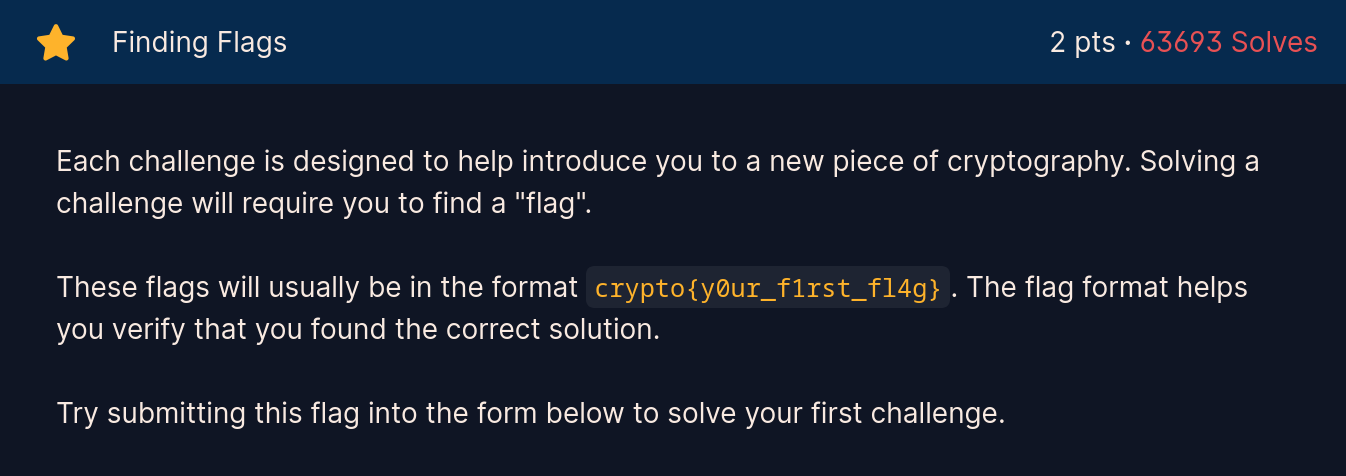 Finding Flags
2 pts · 63693 Solves
Each challenge is designed to help introduce you to a new piece of cryptography. Solving a
challenge will require you to find a "flag".
These flags will usually be in the format crypto{y0ur_f1rst_fl4g}. The flag format helps
you verify that you found the correct solution.
Try submitting this flag into the form below to solve your first challenge.